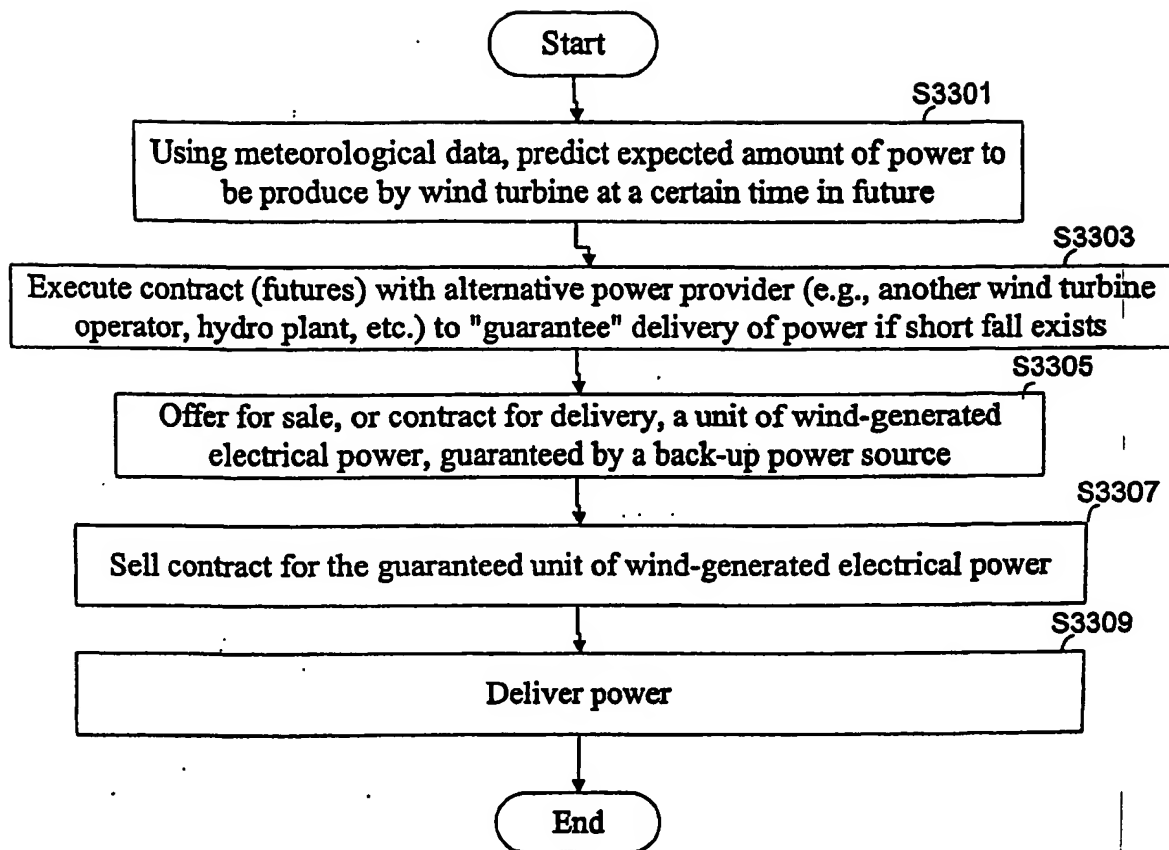 Start
S3301
Using meteorological data, predict expected amount of power to
be produce by wind turbine at a certain time in future
S3303
Execute contract (futures) with alternative power provider (e.g., another wind turbine
operator, hydro plant, etc.) to "guarantee" delivery of power if short fall exists
S3305
Offer for sale, or contract for delivery, a unit of wind-generated
electrical power, guaranteed by a back-up power source
S3307
Sell contract for the guaranteed unit of wind-generated electrical power
S3309
Deliver power
End